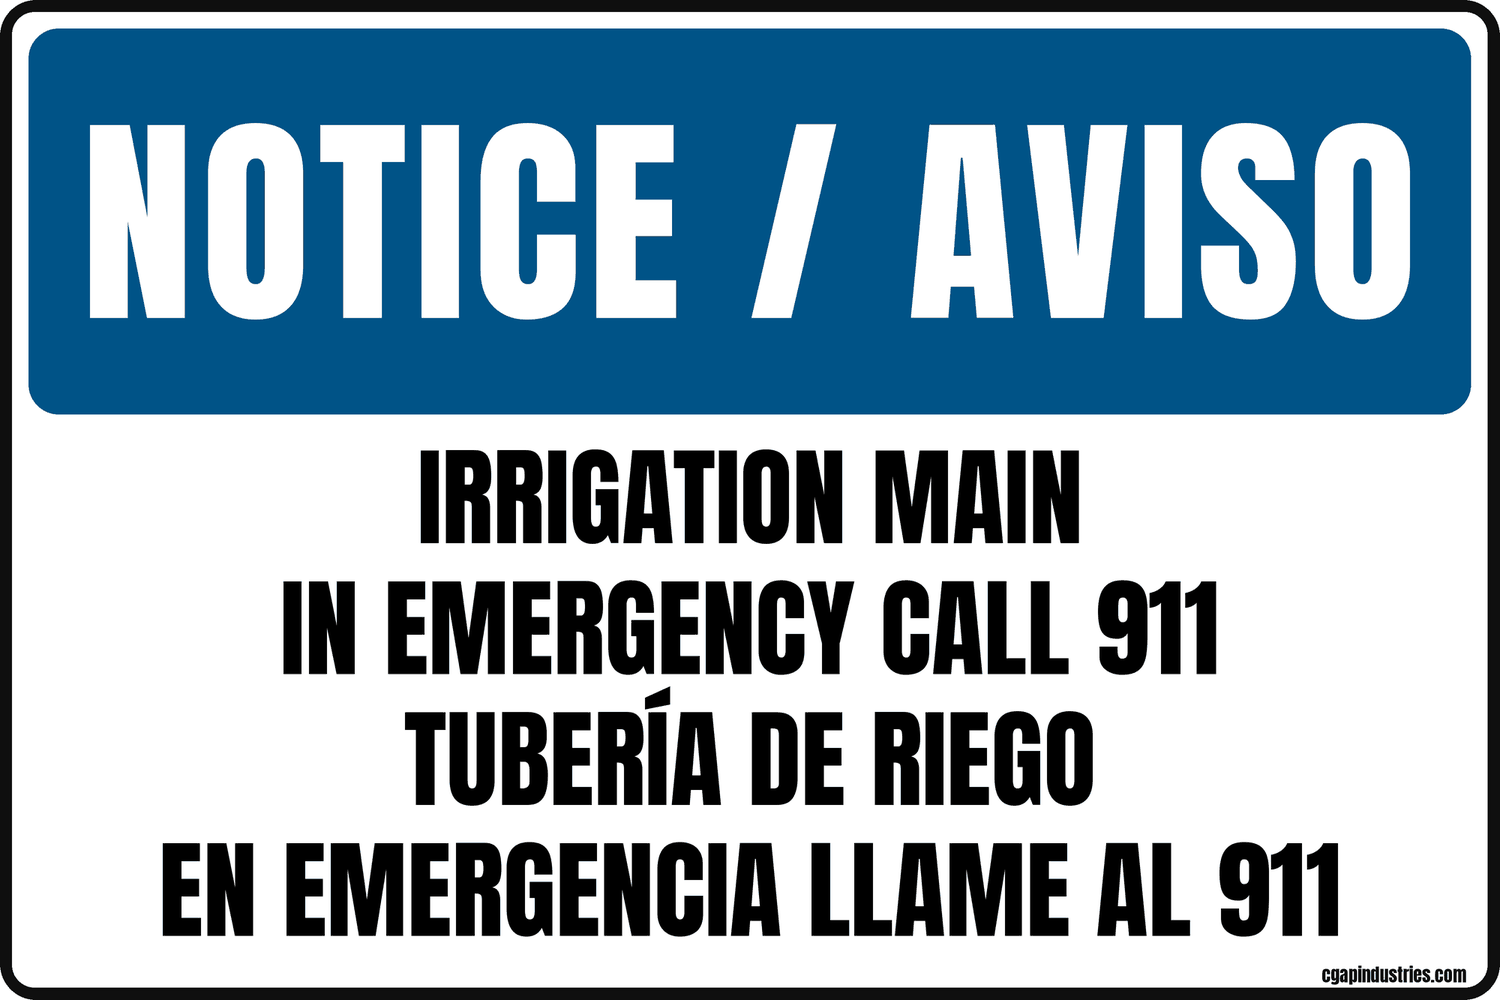 NOTICE / AVISO
IRRIGATION MAIN
IN EMERGENCY CALL 911
TUBERÍA DE RIEGO
EN EMERGENCIA LLAME AL 911
cgapindustries.com